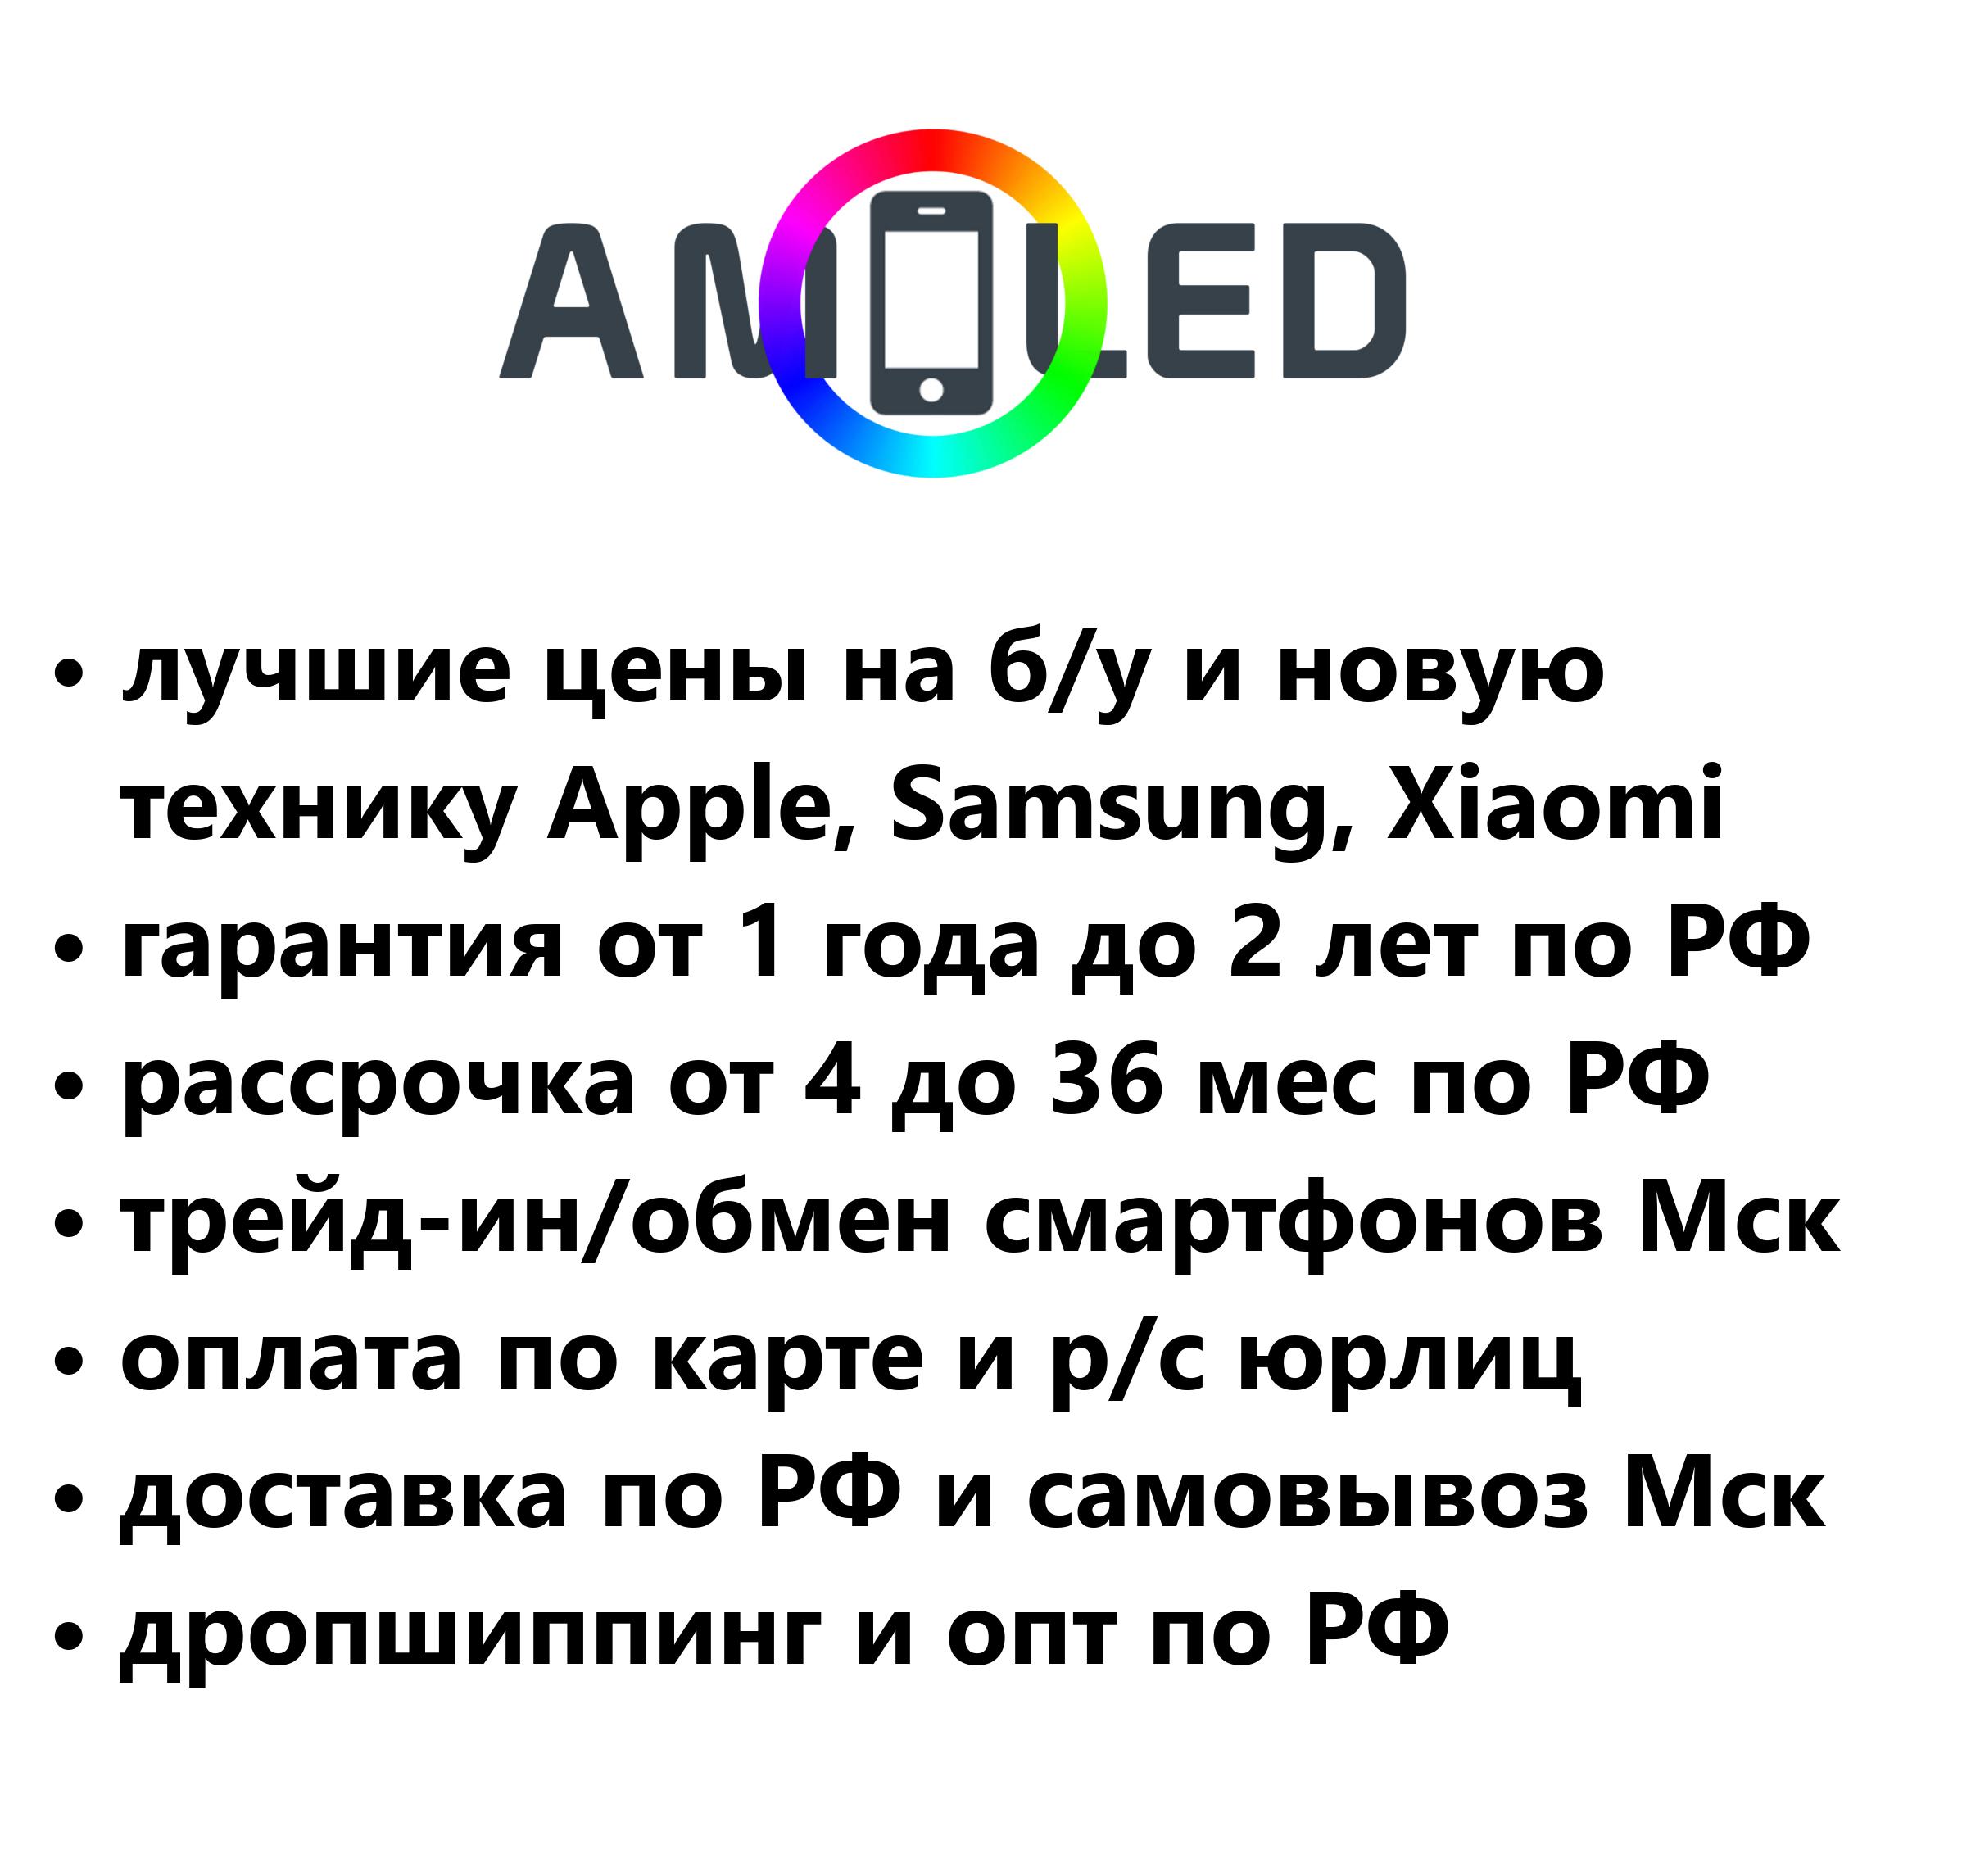 AMOLED
• лучшие цены на б/у и новую
технику Apple, Samsung, Xiaomi
• гарантия от 1 года до 2 лет по РФ
• рассрочка от 4 до 36 мес по РФ
• трейд-ин/обмен смартфонов Мск
• оплата по карте и р/с юрлиц
• доставка по РФ и самовывоз Мск
• дропшиппинг и опт по РФ